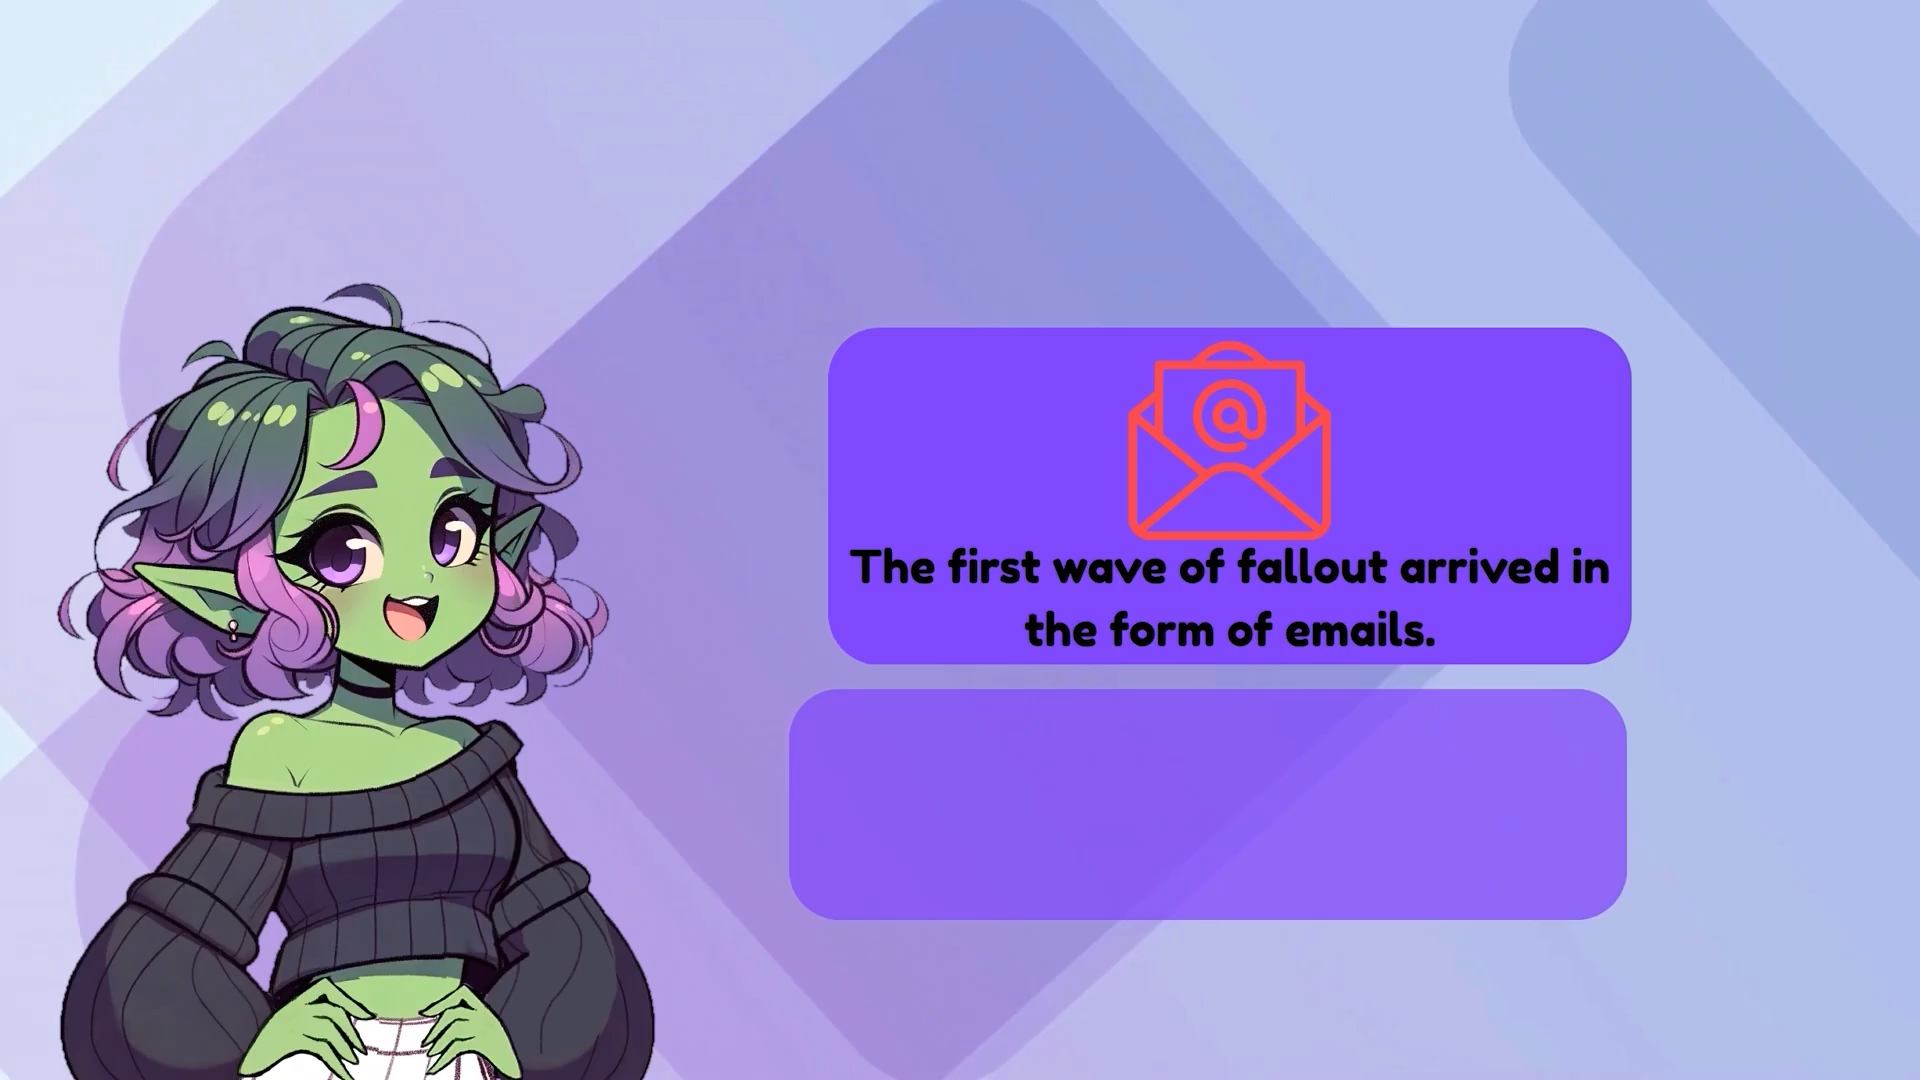 The first wave of fallout arrived in
the form of emails.